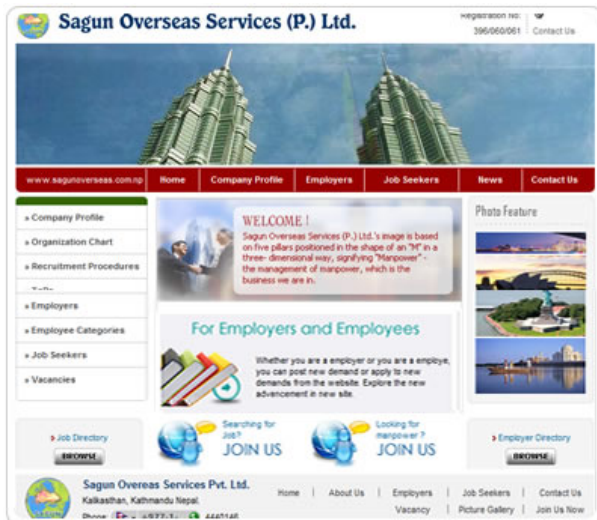 Sagun Overseas Services (P.) Ltd.
Registration No:
396/060/061
Contact Us
www.sagunoverseas.com.np
Home
Company Profile
Employers
Job Seekers
News
Contact Us
» Company Profile
» Organization Chart
» Recruitment Procedures
» Employers
» Employee Categories
» Job Seekers
» Vacancies
WELCOME !
Sagun Overseas Services (P.) Ltd.'s image is based
on five pillars positioned in the shape of an "M" in a
three- dimensional way, signifying "Manpower" -
the management of manpower, which is the
business we are in.
Photo Feature
For Employers and Employees
Whether you are a employer or you are a employe,
you can post new demand or apply to new
demands from the website. Explore the new
advencement in new site.
» Job Directory
BROWSE
Searching for
Job?
JOIN US
Looking for
manpower ?
JOIN US
» Employer Directory
BROWSE
Sagun Overeas Services Pvt. Ltd.
Kalikasthan, Kathmandu Nepal.
Phone: +977-1- 4440146
Home | About Us | Employers | Job Seekers | Contact Us
Vacancy | Picture Gallery | Join Us Now